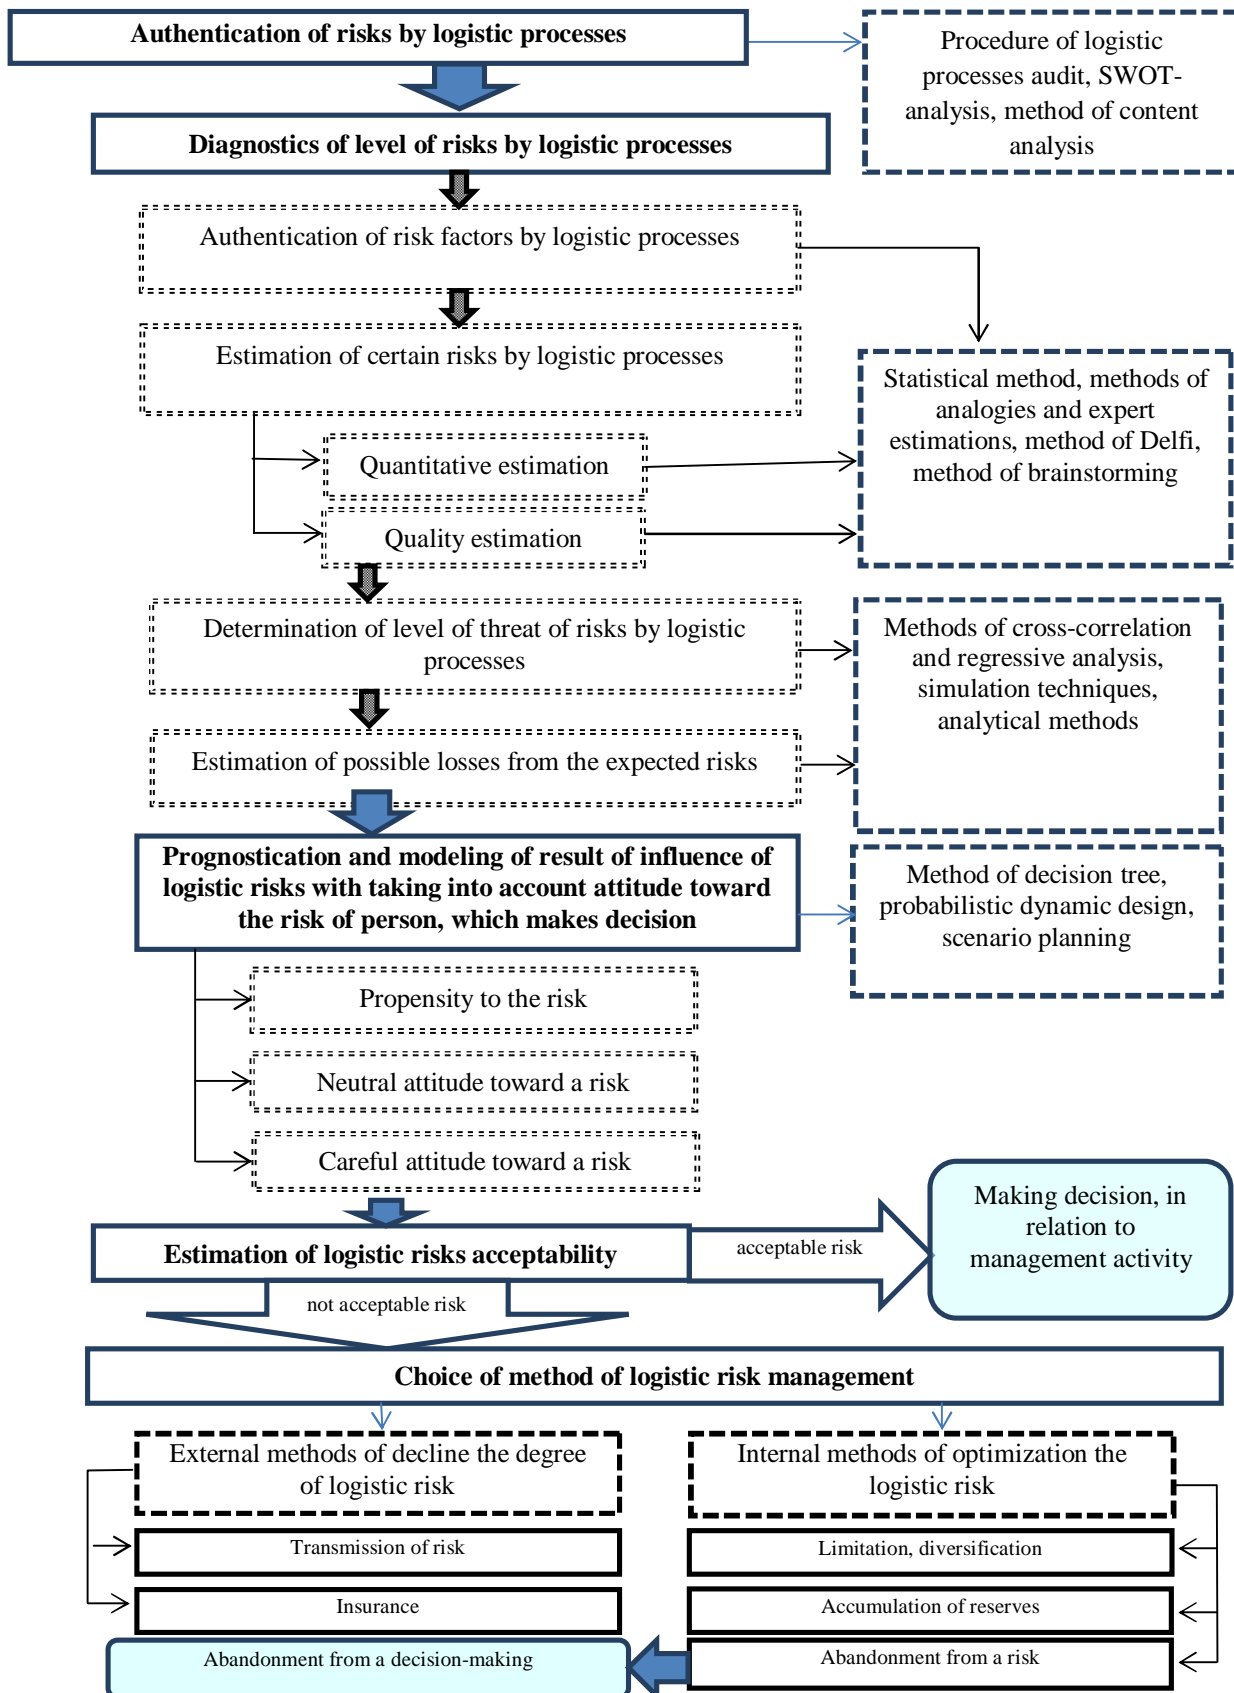 Authentication of risks by logistic processes
Procedure of logistic
processes audit, SWOT-
analysis, method of content
analysis
Diagnostics of level of risks by logistic processes
Authentication of risk factors by logistic processes
Estimation of certain risks by logistic processes
Statistical method, methods of
analogies and expert
estimations, method of Delfi,
method of brainstorming
Quantitative estimation
Quality estimation
Determination of level of threat of risks by logistic
processes
Methods of cross-correlation
and regressive analysis,
simulation techniques,
analytical methods
Estimation of possible losses from the expected risks
Prognostication and modeling of result of influence of
logistic risks with taking into account attitude toward
the risk of person, which makes decision
Method of decision tree,
probabilistic dynamic design,
scenario planning
Propensity to the risk
Neutral attitude toward a risk
Careful attitude toward a risk
Estimation of logistic risks acceptability
acceptable risk
Making decision, in
relation to
management activity
not acceptable risk
Choice of method of logistic risk management
External methods of decline the degree
of logistic risk
Internal methods of optimization the
logistic risk
Transmission of risk
Limitation, diversification
Insurance
Accumulation of reserves
Abandonment from a decision-making
Abandonment from a risk